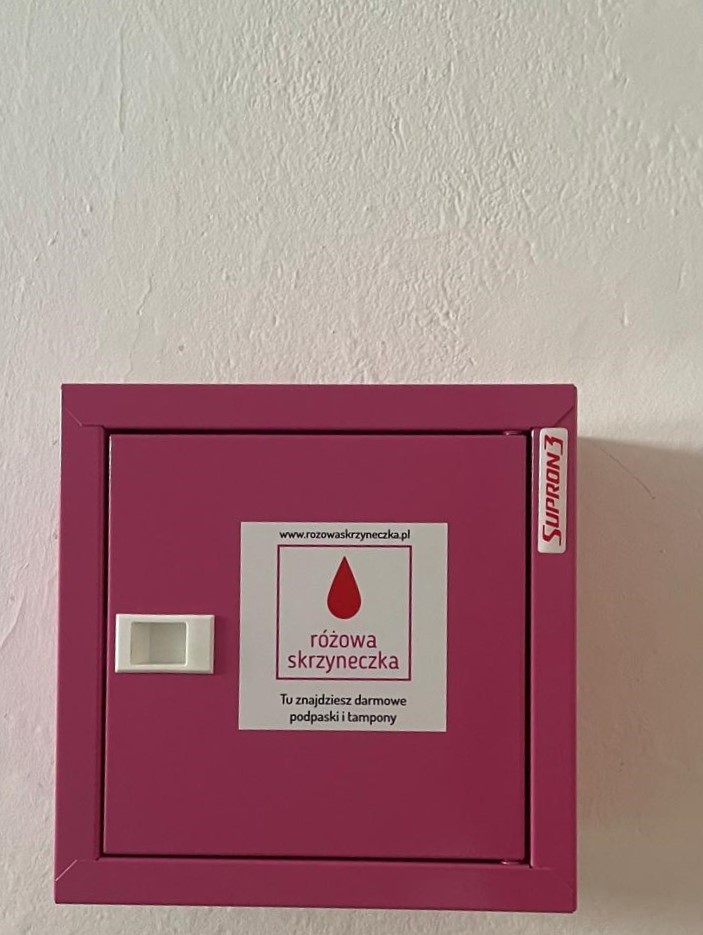 www.rozowaskrzyneczka.pl
różowa
skrzyneczka
Tu znajdziesz darmowe
podpaski i tampony
SUPRON 3